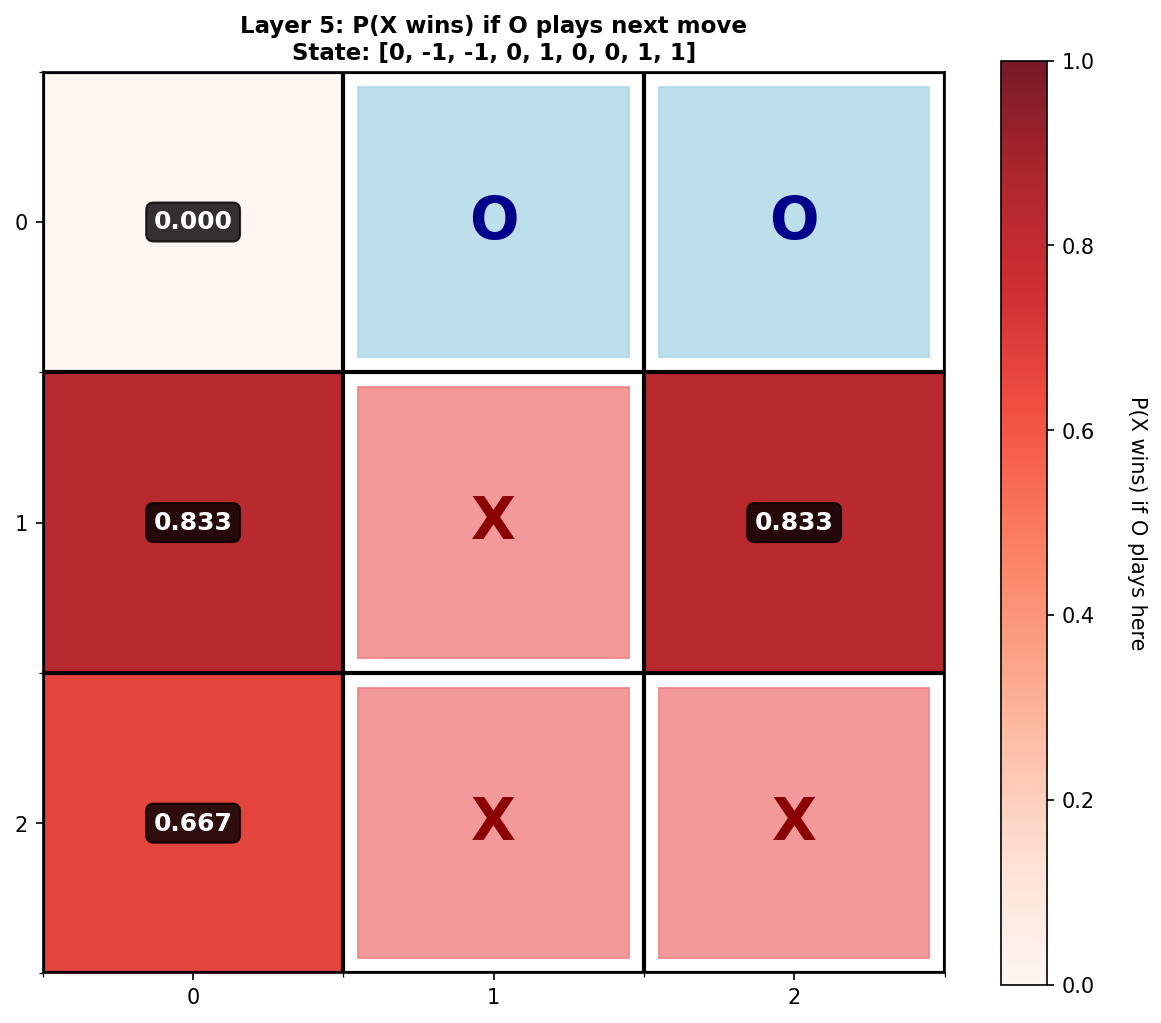 Layer 5: P(X wins) if O plays next move
State: [0, -1, -1, 0, 1, 0, 0, 1, 1]
0
0.000
O
O
1
0.833
X
0.833
2
0.667
X
X
0
1
2
1.0
0.8
0.6
0.4
0.2
0.0
P(X wins) if O plays here